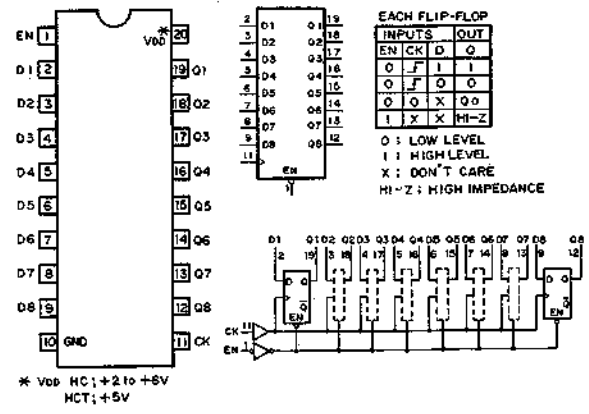 EN 1
* VDD 20
D1 2
19 Q1
D2 3
18 Q2
D3 4
17 Q3
D4 5
16 Q4
D5 6
15 Q5
D6 7
14 Q6
D7 8
13 Q7
D8 9
12 Q8
10 GND
11 CK
* VDD HC; +2 to +6V
HCT; +5V
2 D1 Q1 19
3 D2 Q2 18
4 D3 Q3 17
5 D4 Q4 16
6 D5 Q5 15
7 D6 Q6 14
8 D7 Q7 13
9 D8 Q8 12
11
EN
1
EACH FLIP-FLOP
INPUTS OUT
EN CK D Q
0 1 1
0 0 0
0 0 X Qo
1 X X HI-Z
0 : LOW LEVEL
1 : HIGH LEVEL
X : DON'T CARE
HI-Z : HIGH IMPEDANCE
D1 Q1 D2 Q2 D3 Q3 D4 Q4 D5 Q5 D6 Q6 D7 Q7 D8 Q8
2 19 3 18 4 17 5 16 6 15 7 14 8 13 9 12
D Q D Q
Q Q
EN EN
CK 11
EN 1